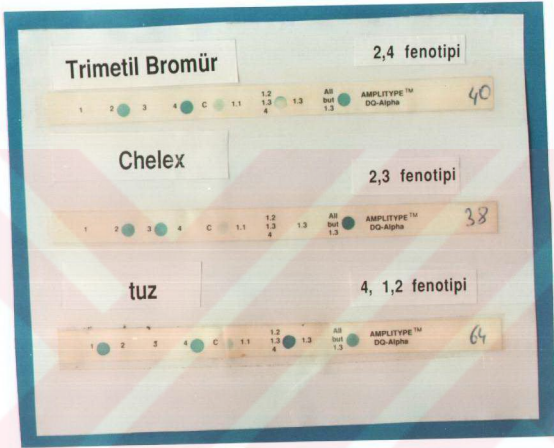 Trimetil Bromür
2,4 fenotipi
1 2 3 4 C 1.1 1.2 1.3 4 1.3 All but 1.3 AMPLITYPE™ DQ-Alpha 40
Chelex
2,3 fenotipi
1 2 3 4 C 1.1 1.2 1.3 4 1.3 All but 1.3 AMPLITYPE™ DQ-Alpha 38
tuz
4, 1,2 fenotipi
1 2 3 4 C 1.1 1.2 1.3 4 1.3 All but 1.3 AMPLITYPE™ DQ-Alpha 64